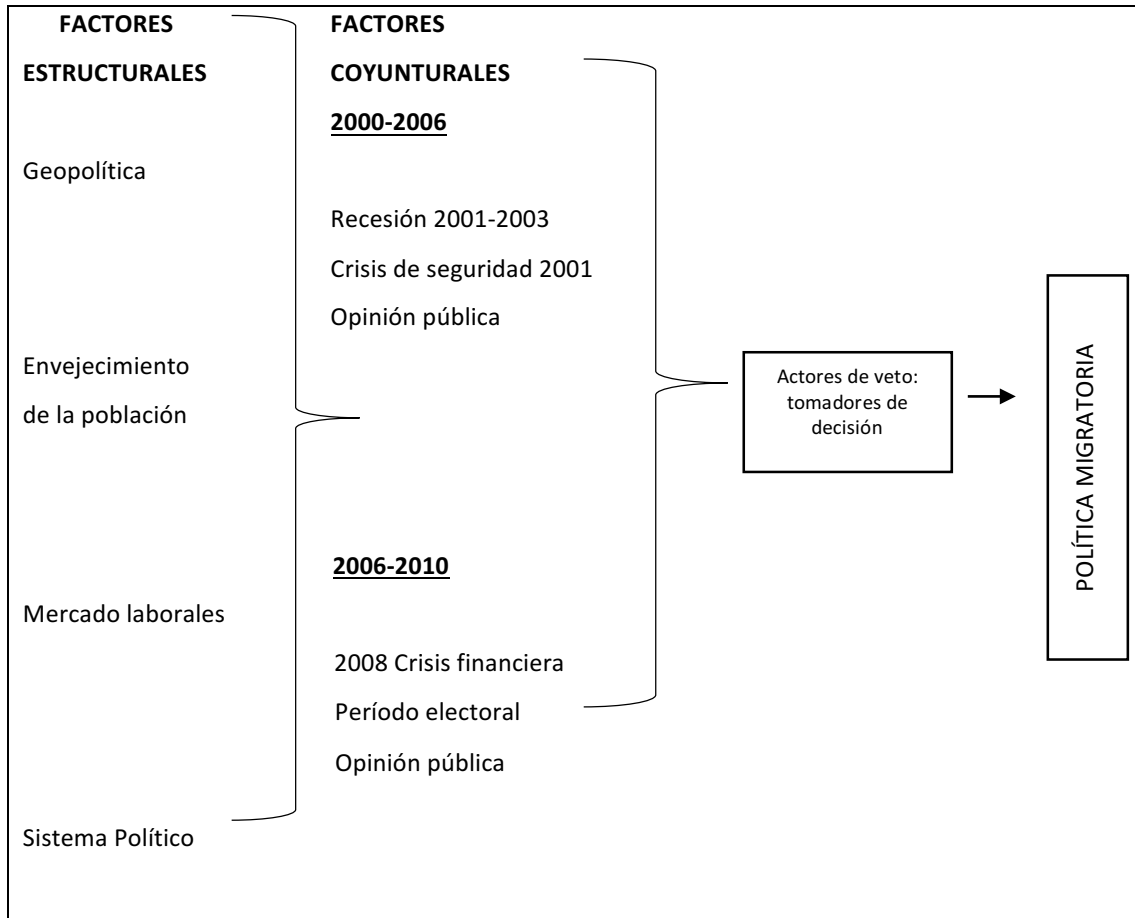 FACTORES
ESTRUCTURALES
Geopolítica
Envejecimiento
de la población
Mercado laborales
Sistema Político
FACTORES
COYUNTURALES
2000-2006
Recesión 2001-2003
Crisis de seguridad 2001
Opinión pública
2006-2010
2008 Crisis financiera
Período electoral
Opinión pública
Actores de veto:
tomadores de
decisión
POLÍTICA MIGRATORIA